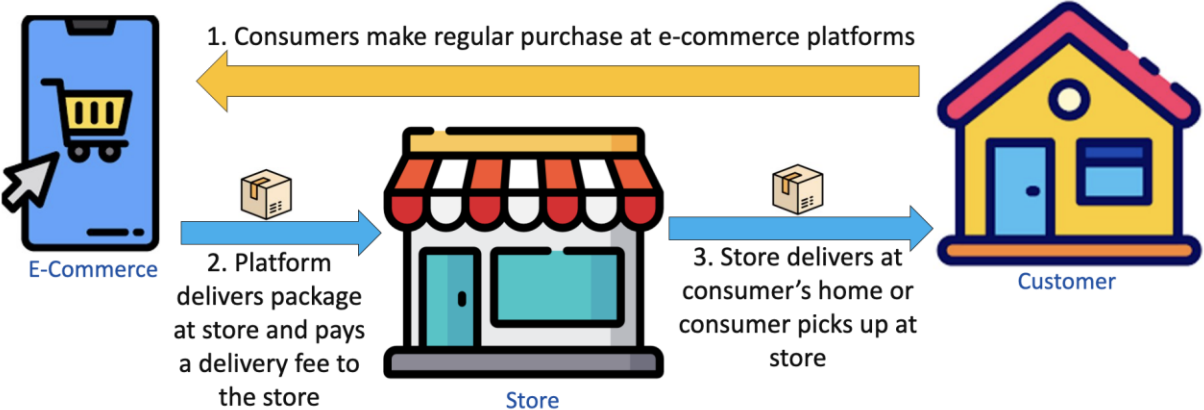 1. Consumers make regular purchase at e-commerce platforms
E-Commerce
2. Platform
delivers package
at store and pays
a delivery fee to
the store
Store
3. Store delivers at
consumer’s home or
consumer picks up at
store
Customer